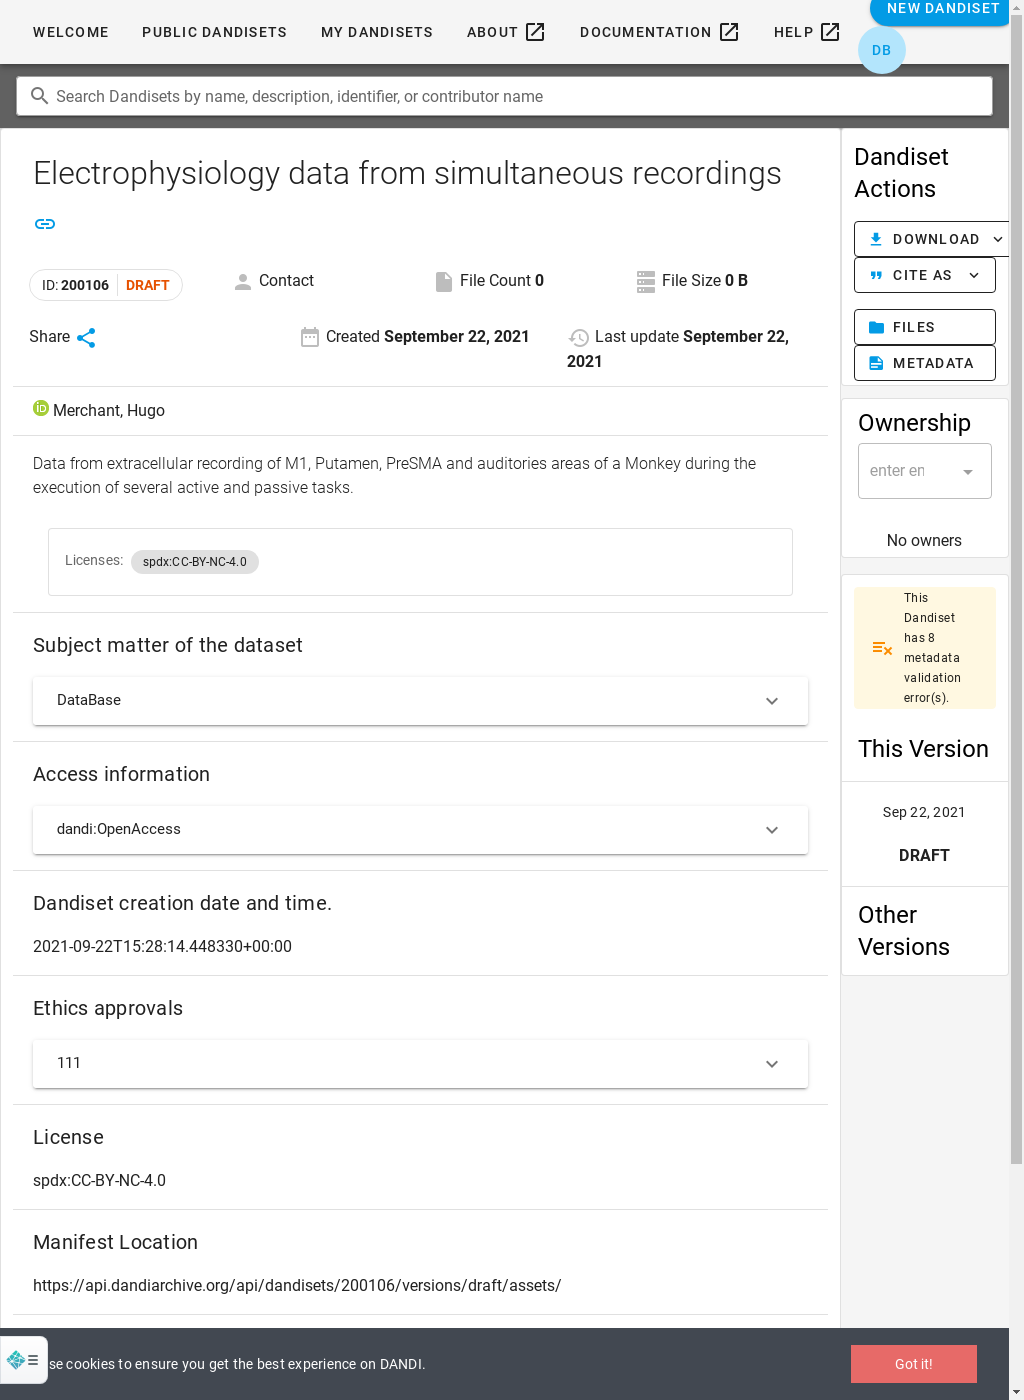 NEW DANDISET
WELCOME PUBLIC DANDISETS MY DANDISETS ABOUT DOCUMENTATION HELP
DB
Search Dandisets by name, description, identifier, or contributor name
Electrophysiology data from simultaneous recordings
ID: 200106 DRAFT
Contact
File Count 0
File Size 0 B
Share
Created September 22, 2021
Last update September 22,
2021
Merchant, Hugo
Data from extracellular recording of M1, Putamen, PreSMA and auditories areas of a Monkey during the
execution of several active and passive tasks.
Licenses: spdx:CC-BY-NC-4.0
Subject matter of the dataset
DataBase
Access information
dandi:OpenAccess
Dandiset creation date and time.
2021-09-22T15:28:14.448330+00:00
Ethics approvals
111
License
spdx:CC-BY-NC-4.0
Manifest Location
https://api.dandiarchive.org/api/dandisets/200106/versions/draft/assets/
Dandiset
Actions
DOWNLOAD
CITE AS
FILES
METADATA
Ownership
enter en
No owners
This
Dandiset
has 8
metadata
validation
error(s).
This Version
Sep 22, 2021
DRAFT
Other
Versions
se cookies to ensure you get the best experience on DANDI.
Got it!